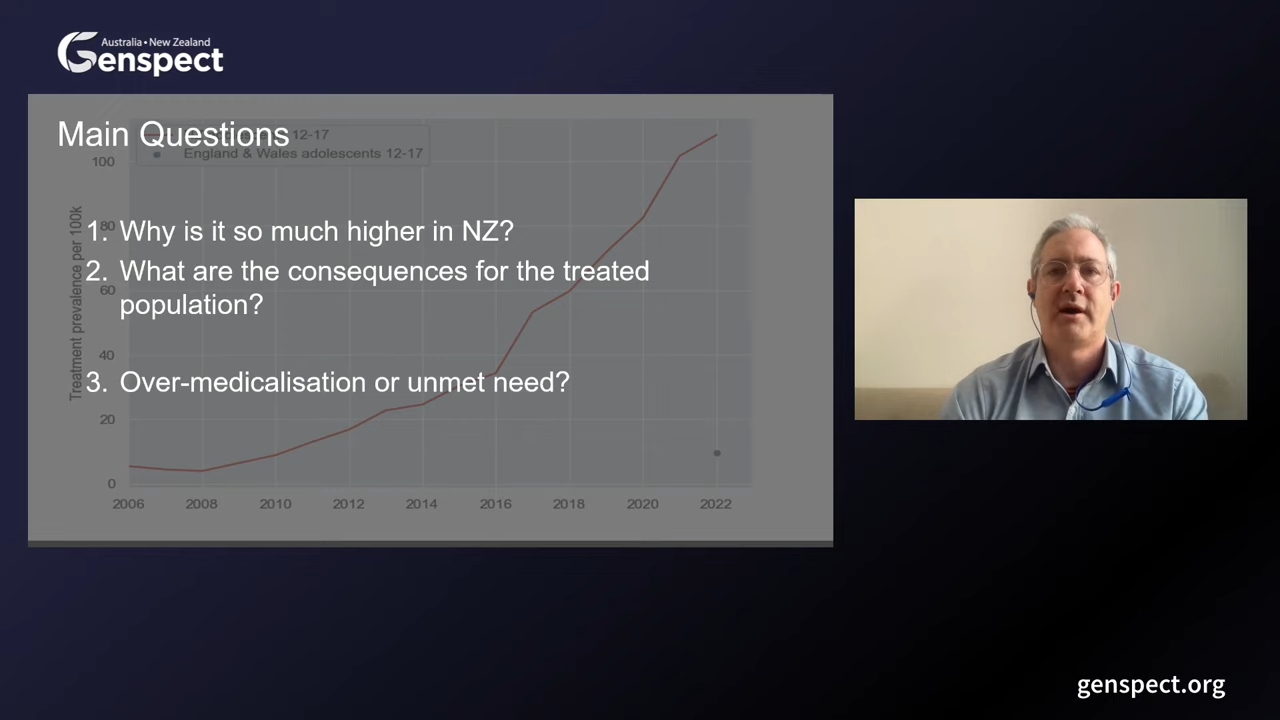 Australia • New Zealand
Genspect
Main Questions
12-17
England & Wales adolescents 12-17
Treatment prevalence per 100k
100
80
60
40
20
0
1. Why is it so much higher in NZ?
2. What are the consequences for the treated
population?
3. Over-medicalisation or unmet need?
2006 2008 2010 2012 2014 2016 2018 2020 2022
genspect.org